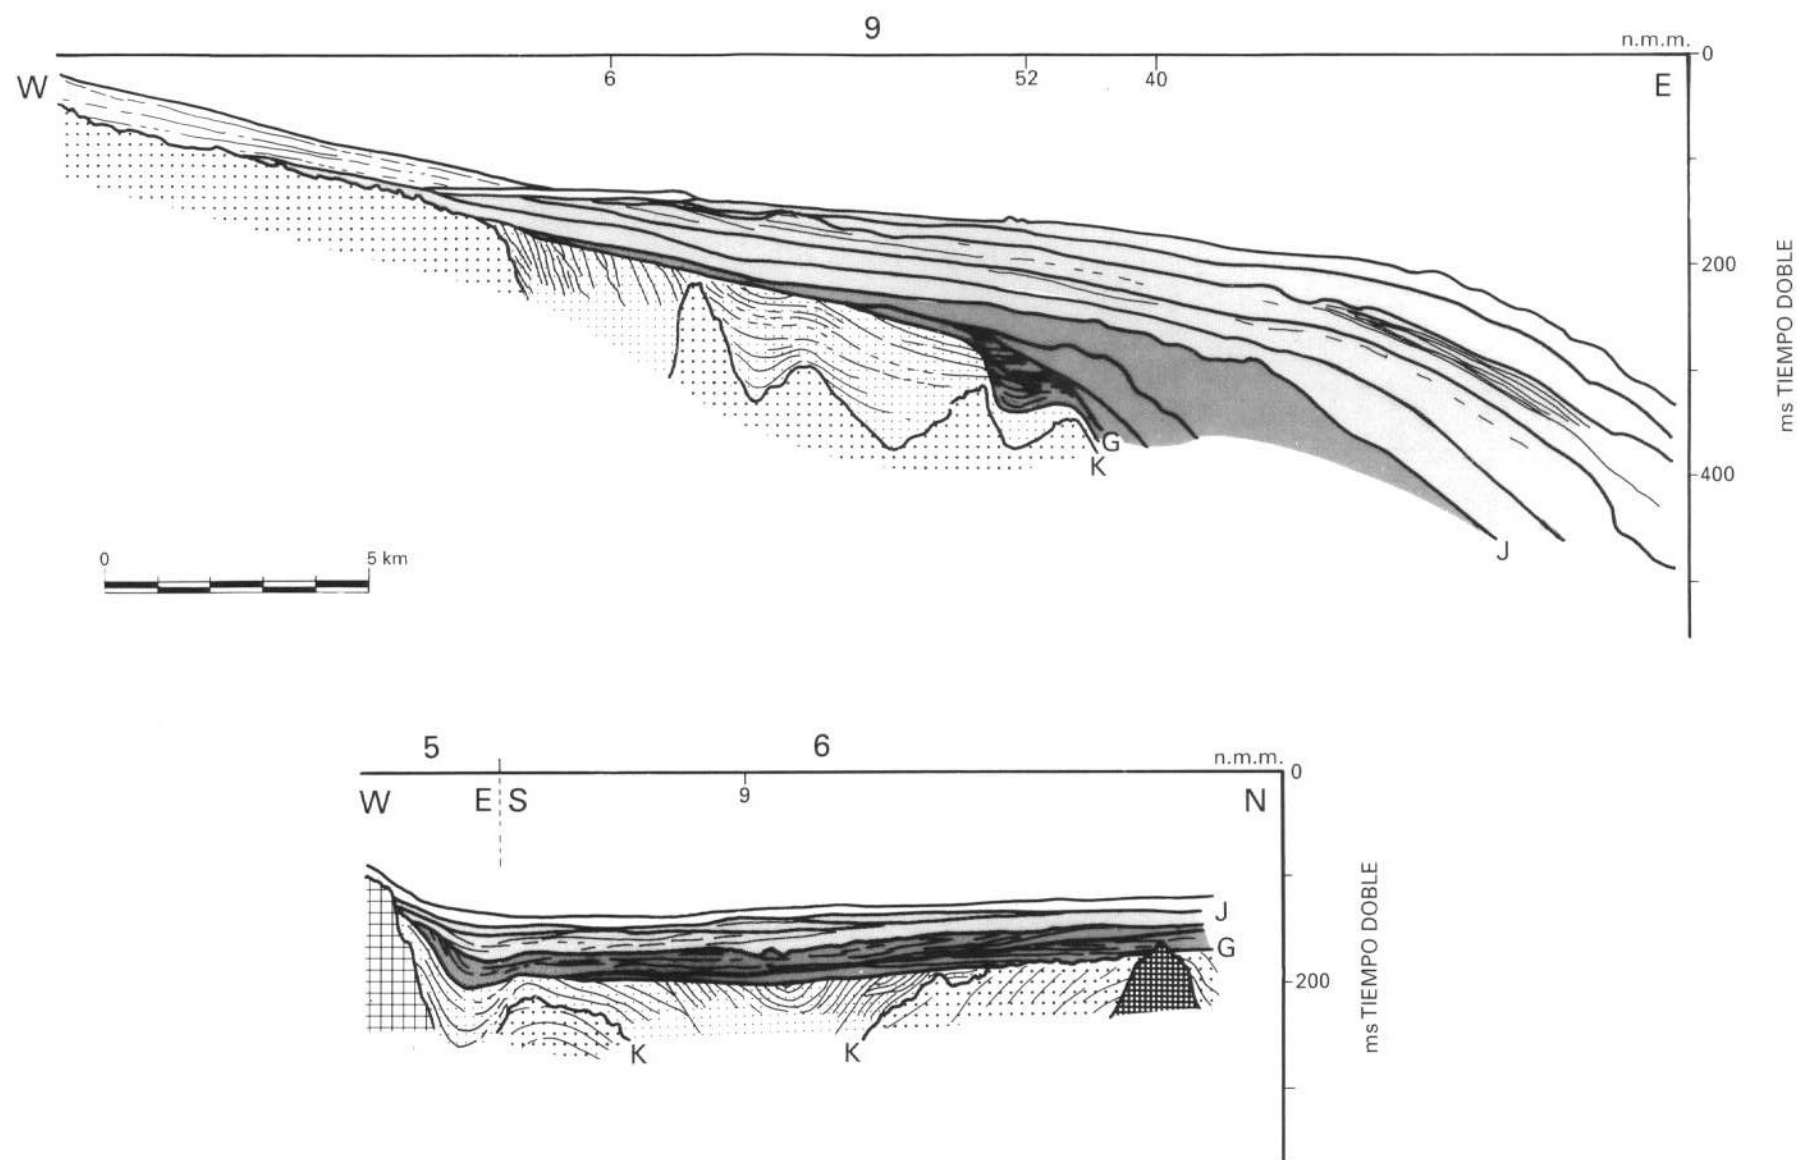 9
n.m.m. 0
W 6 52 40 E
200
ms TIEMPO DOBLE
G
K
400
J
0 5 km
5 6
n.m.m. 0
W E S 9 N
J
G
200
ms TIEMPO DOBLE
K K